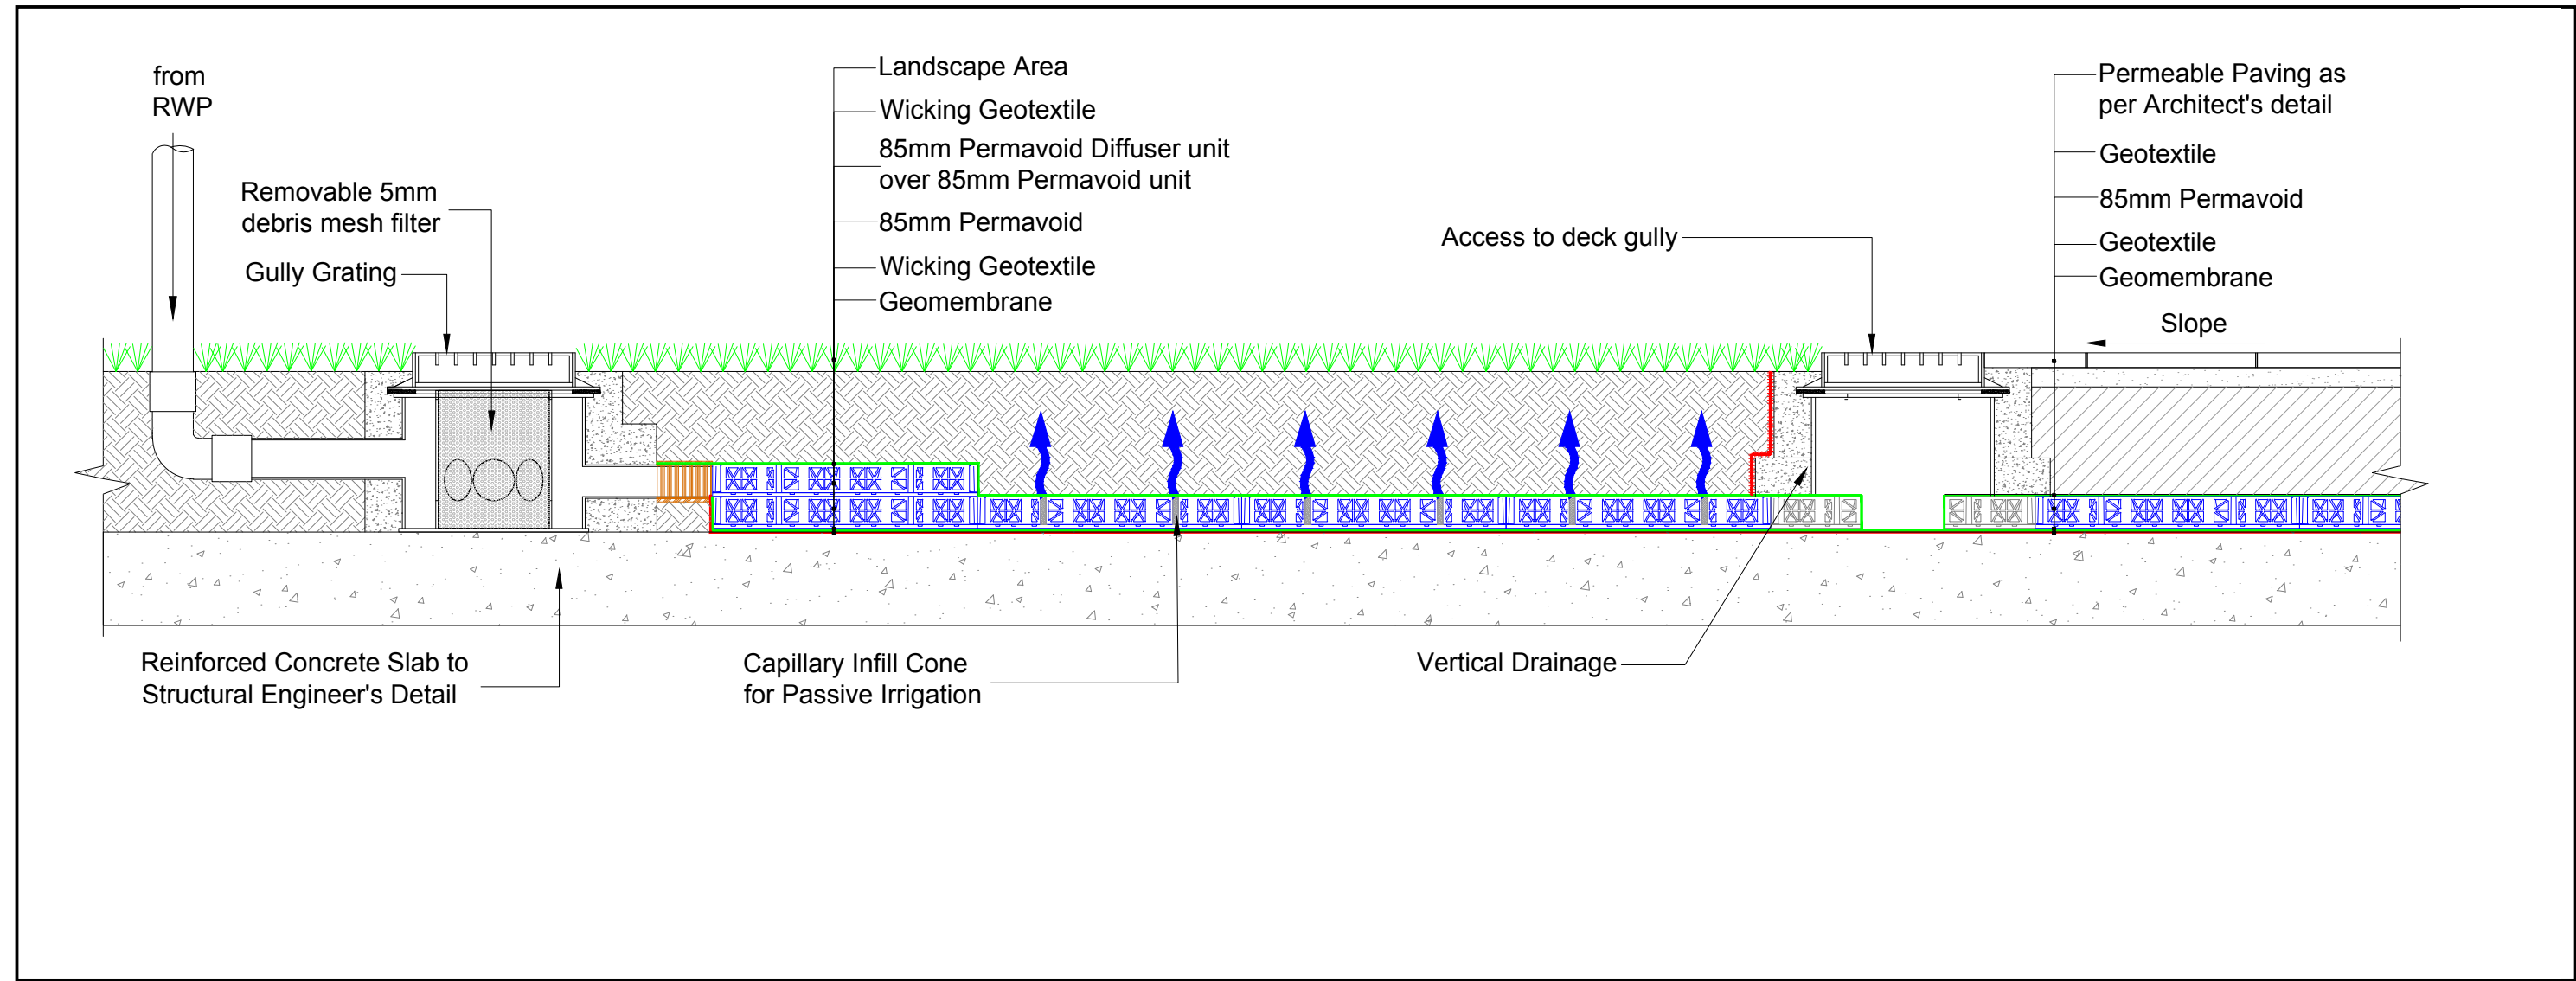 from
RWP
Removable 5mm
debris mesh filter
Gully Grating
Landscape Area
Wicking Geotextile
85mm Permavoid Diffuser unit
over 85mm Permavoid unit
85mm Permavoid
Wicking Geotextile
Geomembrane
Access to deck gully
Permeable Paving as
per Architect's detail
Geotextile
85mm Permavoid
Geotextile
Geomembrane
Slope
Reinforced Concrete Slab to
Structural Engineer's Detail
Capillary Infill Cone
for Passive Irrigation
Vertical Drainage